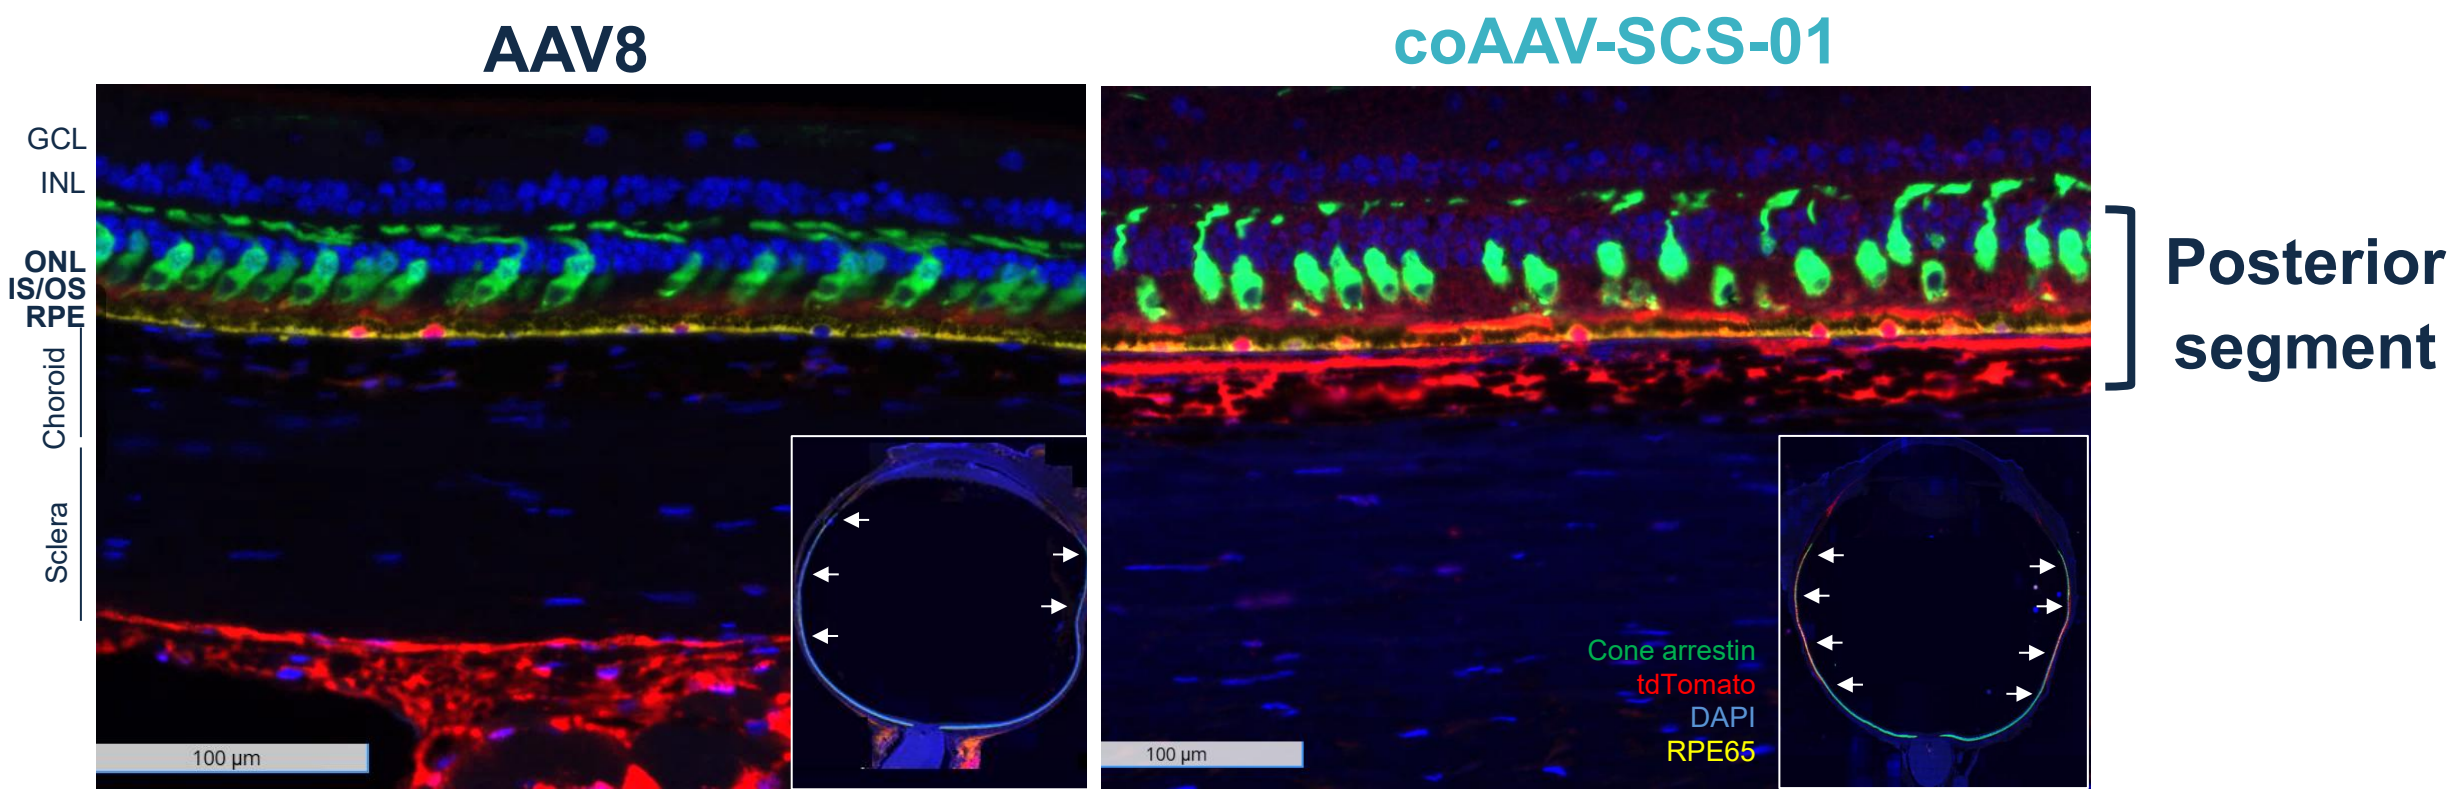 AAV8
coAAV-SCS-01
GCL
INL
ONL
IS/OS
RPE
Choroid
Sclera
100 µm
100 µm
Cone arrestin
tdTomato
DAPI
RPE65
Posterior
segment